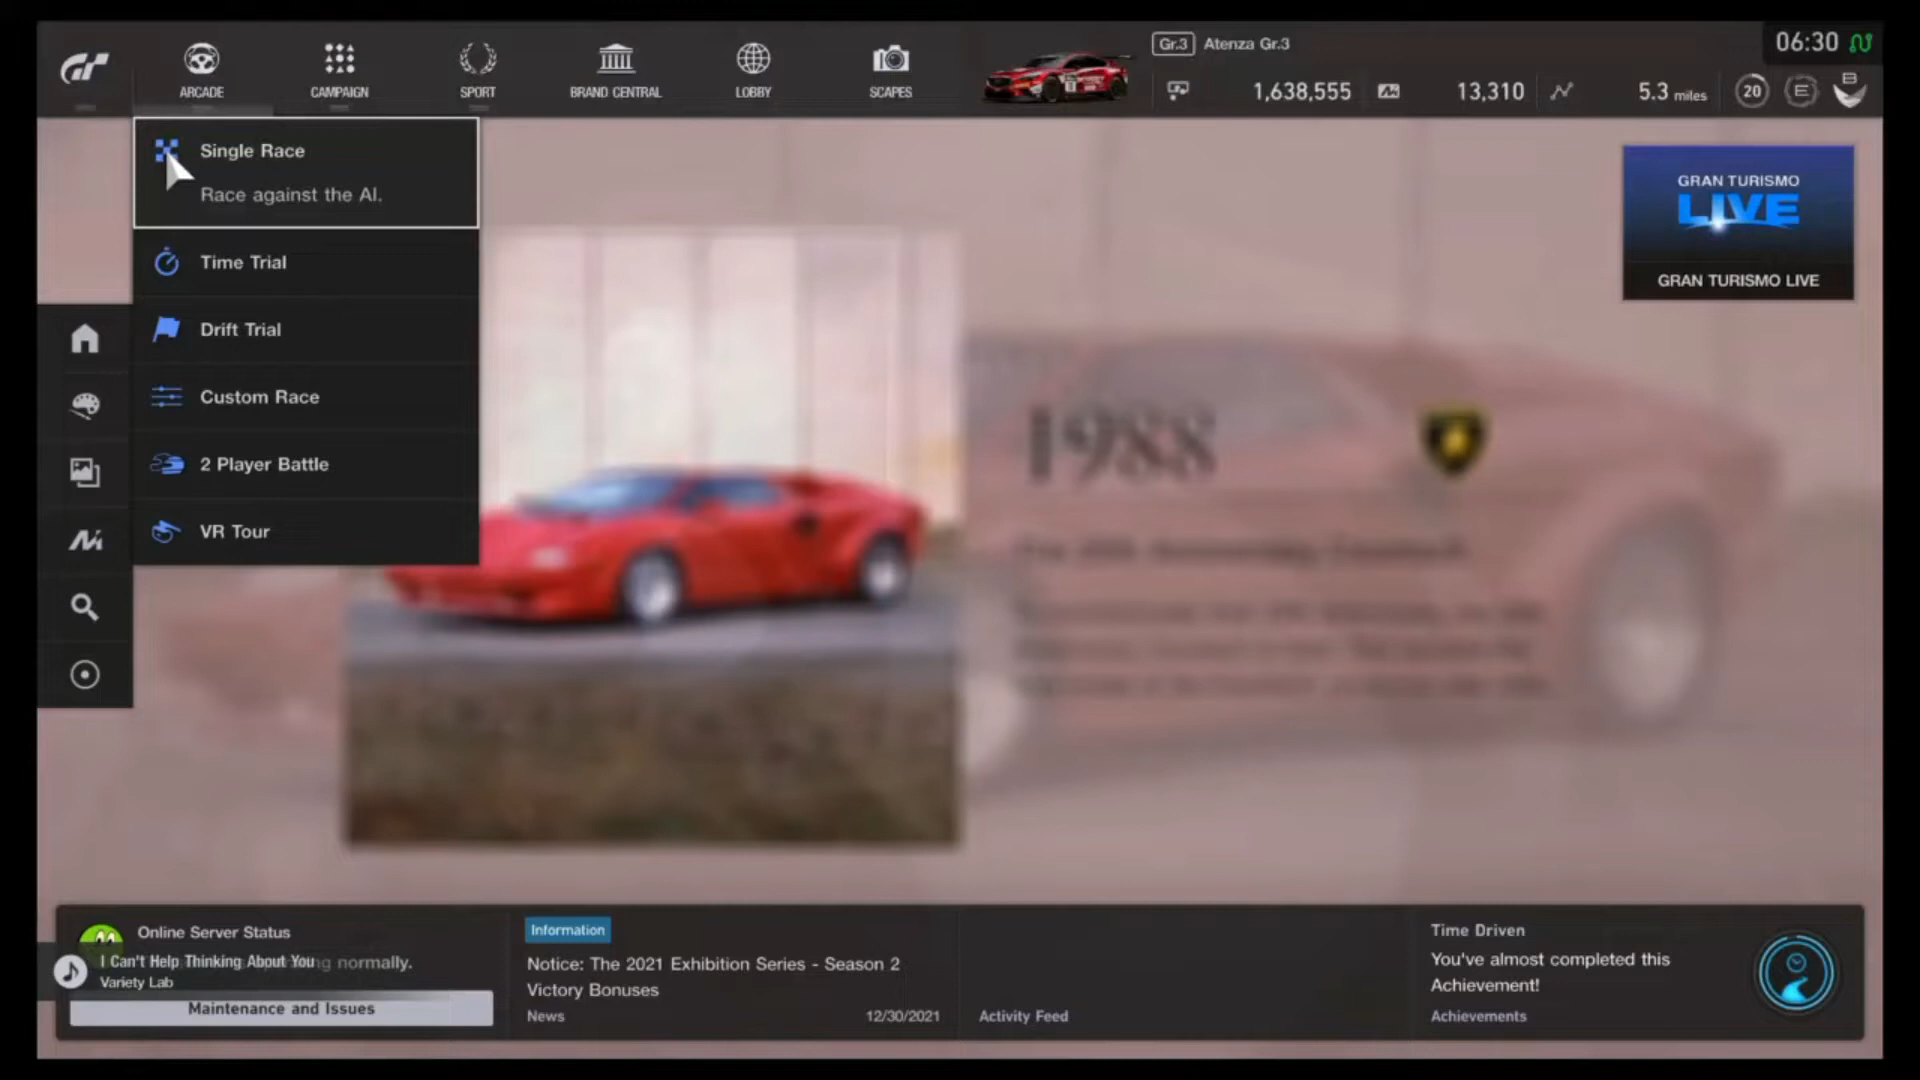 ARCADE
CAMPAIGN
SPORT
BRAND CENTRAL
LOBBY
SCAPES
Gr.3 Atenza Gr.3
1,638,555
13,310
5.3 miles
20
E
B
06:30
Single Race
Race against the AI.
Time Trial
Drift Trial
Custom Race
2 Player Battle
VR Tour
GRAN TURISMO
LIVE
GRAN TURISMO LIVE
1988
Online Server Status
I Can't Help Thinking About You
normally.
Variety Lab
Maintenance and Issues
Information
Notice: The 2021 Exhibition Series - Season 2
Victory Bonuses
News
12/30/2021
Activity Feed
Time Driven
You've almost completed this
Achievement!
Achievements